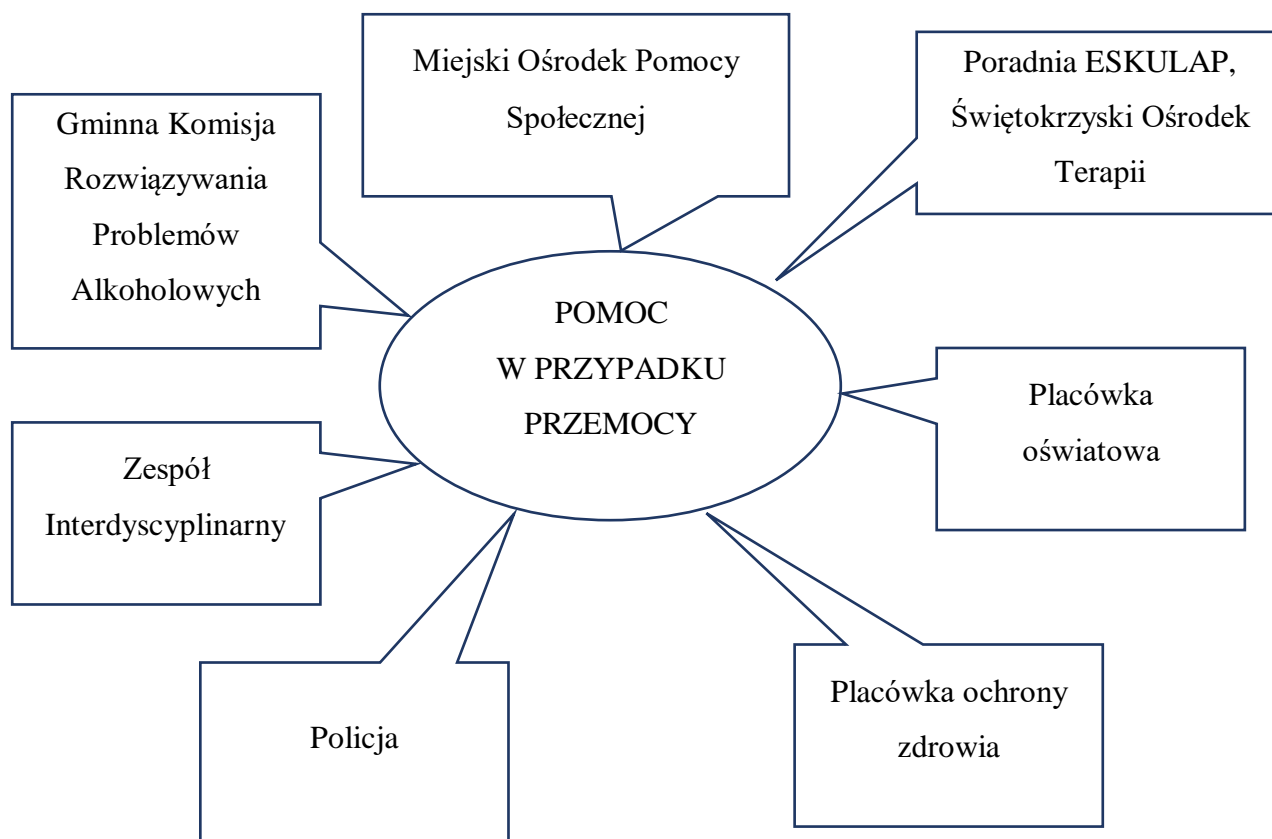 Miejski Ośrodek Pomocy
Społecznej
Poradnia ESKULAP,
Świętokrzyski Ośrodek
Terapii
Gminna Komisja
Rozwiązywania
Problemów
Alkoholowych
POMOC
W PRZYPADKU
PRZEMOCY
Placówka
oświatowa
Zespół
Interdyscyplinarny
Policja
Placówka ochrony
zdrowia